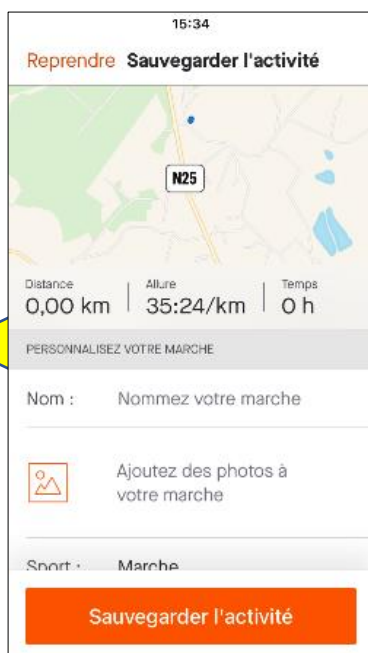 15:34
Reprendre Sauvegarder l'activité
N25
Distance Allure Temps
0,00 km 35:24/km 0 h
PERSONNALISEZ VOTRE MARCHE
Nom : Nommez votre marche
Ajoutez des photos à
votre marche
Sport : Marche
Sauvegarder l'activité